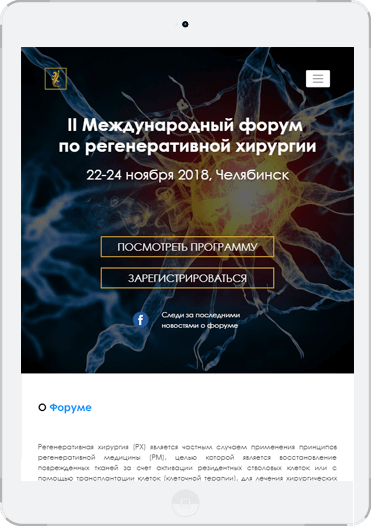 II Международный форум
по регенеративной хирургии
22-24 ноября 2018, Челябинск
ПОСМОТРЕТЬ ПРОГРАММУ
ЗАРЕГИСТРИРОВАТЬСЯ
Следи за последними
новостями о форуме
О Форуме
Регенеративная хирургия (РХ) является частным случаем применения принципов
регенеративной медицины (РМ), целью которой является восстановление
поврежденных тканей за счет активации резидентных стволовых клеток или с
помощью трансплантации клеток (клеточной терапии), для лечения хирургических